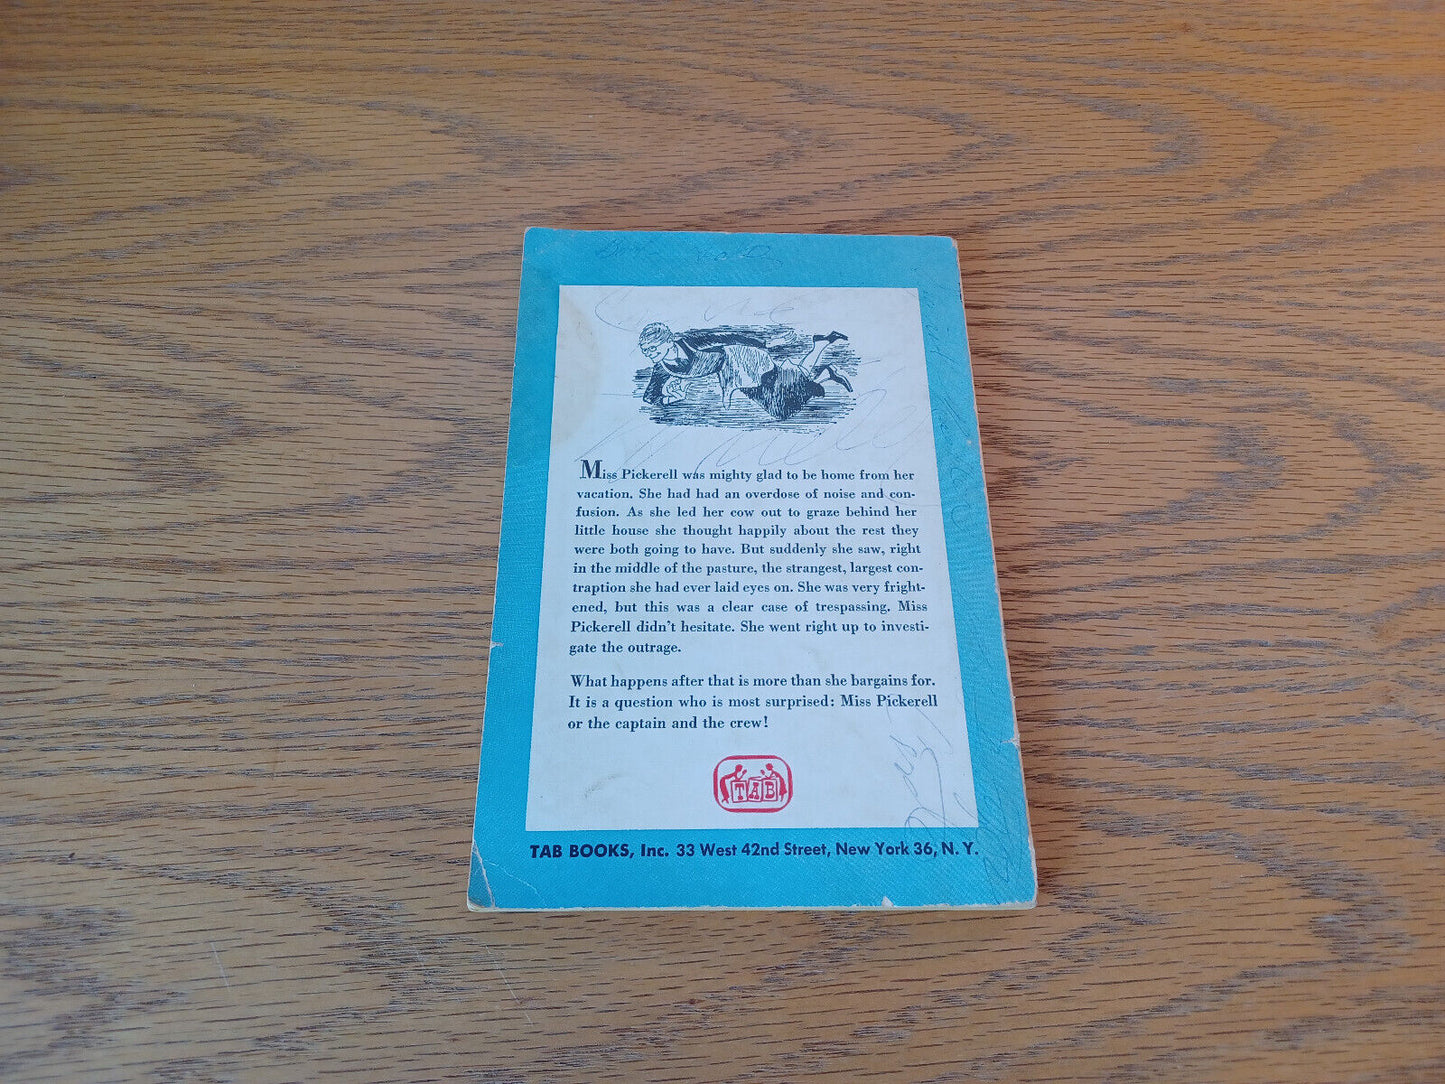 Miss Pickerell was mighty glad to be home from her
vacation. She had had an overdose of noise and con-
fusion. As she led her cow out to graze behind her
little house she thought happily about the rest they
were both going to have. But suddenly she saw, right
in the middle of the pasture, the strangest, largest con-
traption she had ever laid eyes on. She was very fright-
ened, but this was a clear case of trespassing. Miss
Pickerell didn't hesitate. She went right up to investi-
gate the outrage.
What happens after that is more than she bargains for.
It is a question who is most surprised: Miss Pickerell
or the captain and the crew!
TAB
TAB BOOKS, Inc. 33 West 42nd Street, New York 36, N. Y.